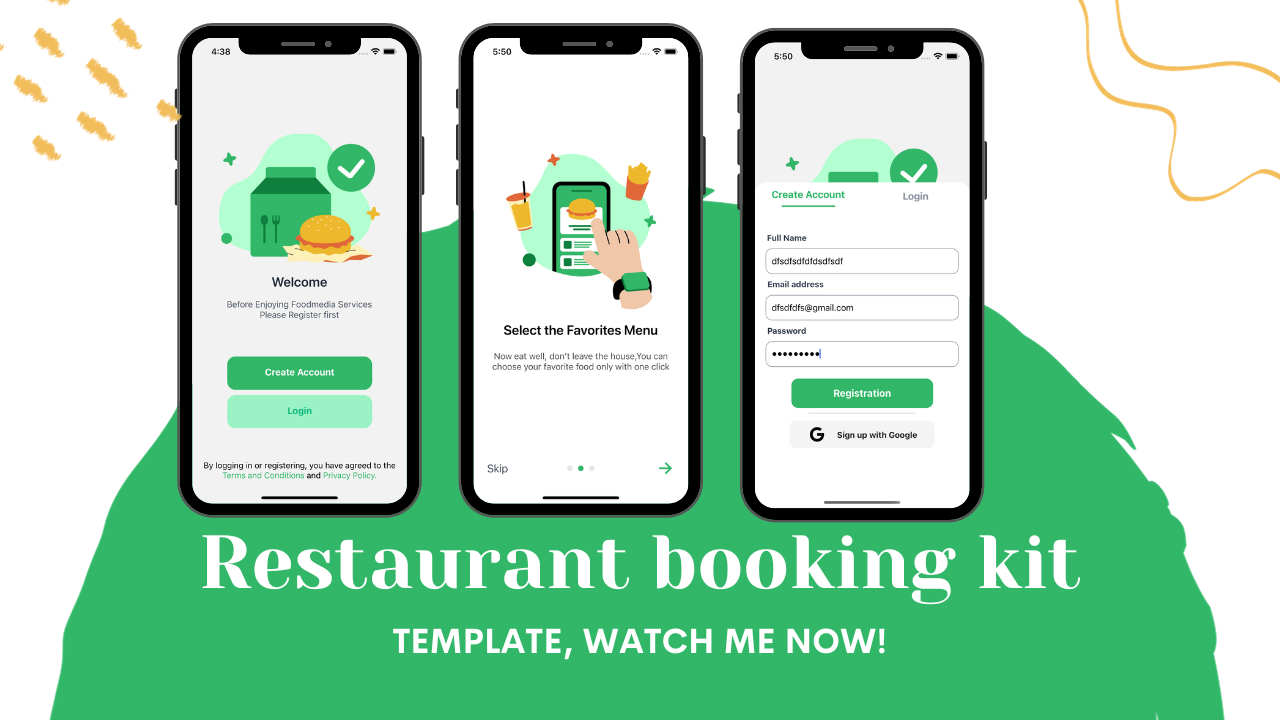 4:38
Welcome
Before Enjoying Foodmedia Services
Please Register first
Create Account
Login
By logging in or registering, you have agreed to the
Terms and Conditions and Privacy Policy.
5:50
Select the Favorites Menu
Now eat well, don't leave the house,You can
choose your favorite food only with one click
Skip
5:50
Create Account
Login
Full Name
dfsdfsdfdfdsdfsdf
Email address
dfsdfdfs@gmail.com
Password
•••••••••
Registration
G Sign up with Google
Restaurant booking kit
TEMPLATE, WATCH ME NOW!